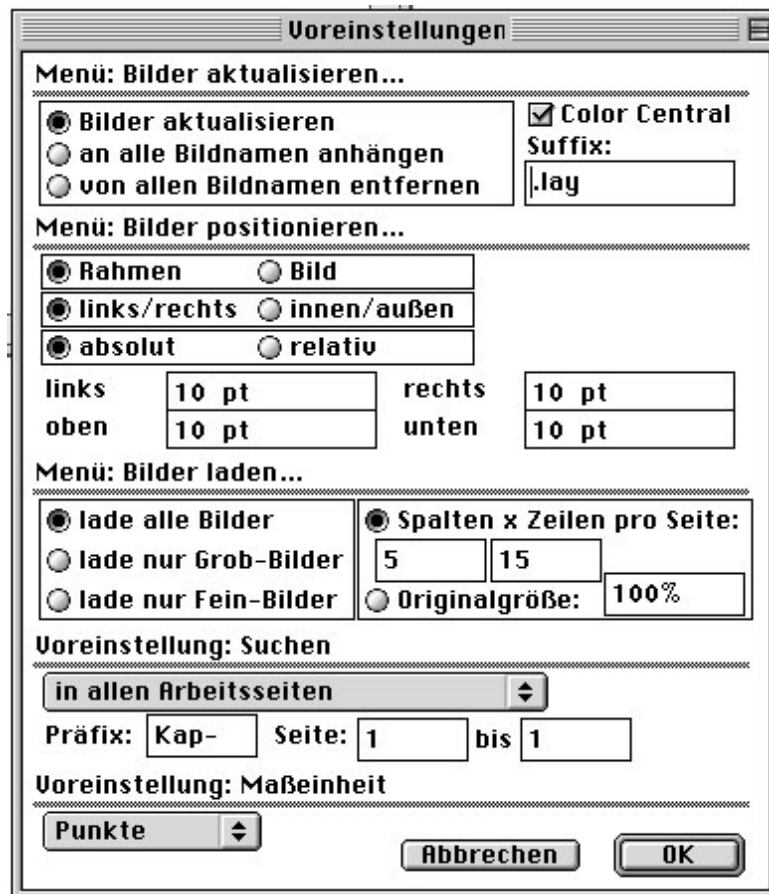 Voreinstellungen
Menü: Bilder aktualisieren...
Bilder aktualisieren
an alle Bildnamen anhängen
von allen Bildnamen entfernen
Color Central
Suffix:
.lay
Menü: Bilder positionieren...
Rahmen Bild
links/rechts innen/außen
absolut relativ
links 10 pt rechts 10 pt
oben 10 pt unten 10 pt
Menü: Bilder laden...
lade alle Bilder
lade nur Grob-Bilder
lade nur Fein-Bilder
Spalten x Zeilen pro Seite:
5 15
Originalgröße: 100%
Voreinstellung: Suchen
in allen Arbeitsseiten
Präfix: Kap- Seite: 1 bis 1
Voreinstellung: Maßeinheit
Punkte
Abbrechen OK